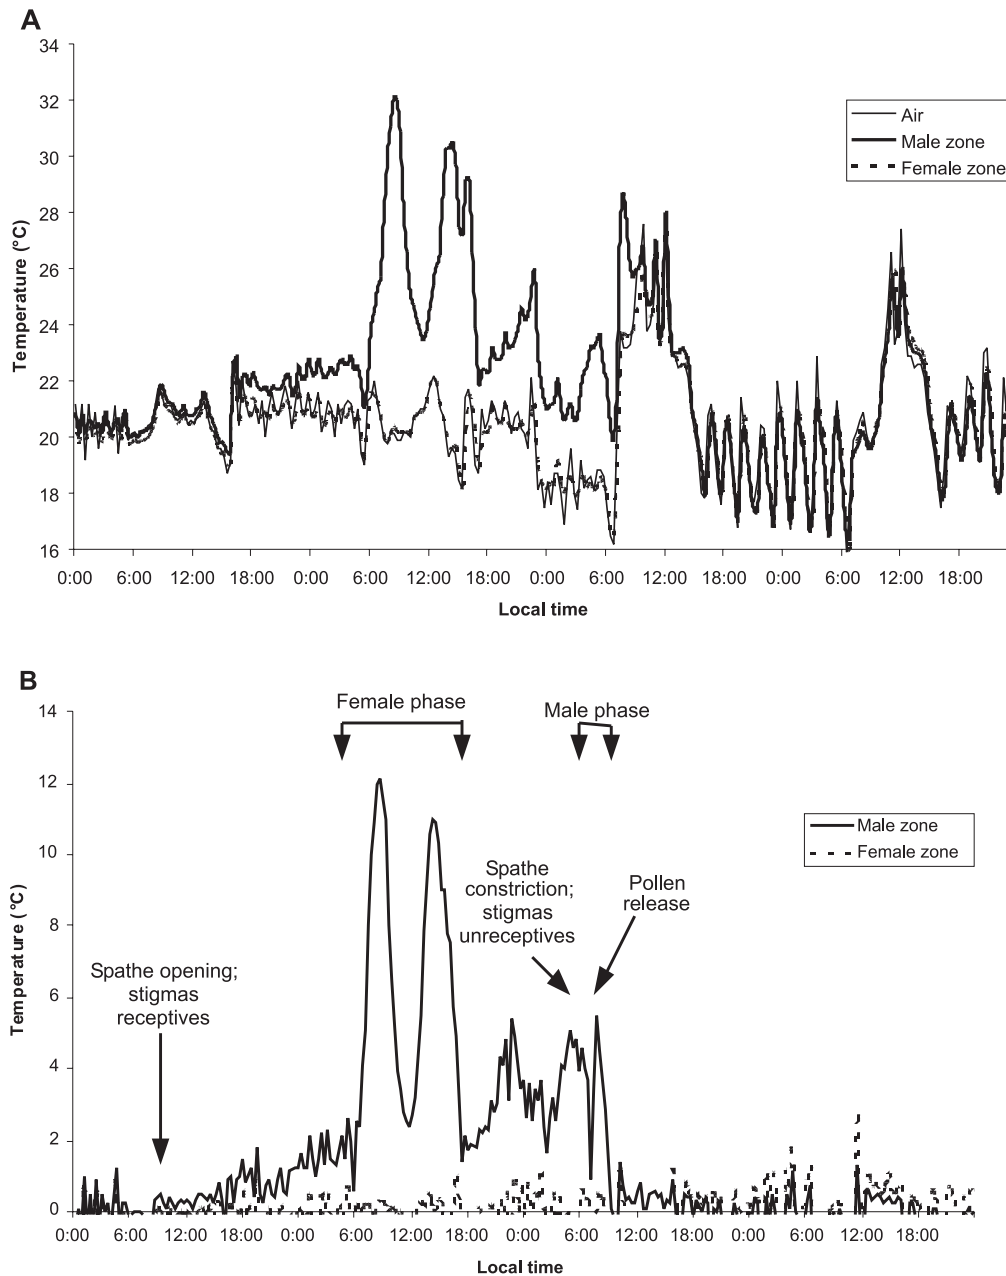 A
34
32
30
28
26
24
22
20
18
16
Temperature (°C)
Air
Male zone
Female zone
0:00 6:00 12:00 18:00 0:00 6:00 12:00 18:00 0:00 6:00 12:00 18:00 0:00 6:00 12:00 18:00
Local time
B
14
12
10
8
6
4
2
0
Temperature (°C)
Female phase
Male phase
Male zone
Female zone
Spathe
constriction;
stigmas
unreceptives
Pollen
release
Spathe opening;
stigmas
receptives
0:00 6:00 12:00 18:00 0:00 6:00 12:00 18:00 0:00 6:00 12:00 18:00 0:00 6:00 12:00 18:00
Local time